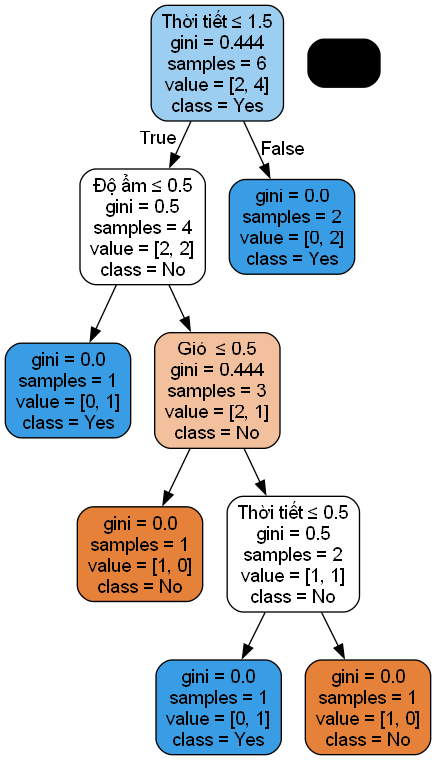 Thời tiết ≤ 1.5
gini = 0.444
samples = 6
value = [2, 4]
class = Yes
True
False
Độ ẩm ≤ 0.5
gini = 0.5
samples = 4
value = [2, 2]
class = No
gini = 0.0
samples = 2
value = [0, 2]
class = Yes
gini = 0.0
samples = 1
value = [0, 1]
class = Yes
Gió ≤ 0.5
gini = 0.444
samples = 3
value = [2, 1]
class = No
gini = 0.0
samples = 1
value = [1, 0]
class = No
Thời tiết ≤ 0.5
gini = 0.5
samples = 2
value = [1, 1]
class = No
gini = 0.0
samples = 1
value = [0, 1]
class = Yes
gini = 0.0
samples = 1
value = [1, 0]
class = No